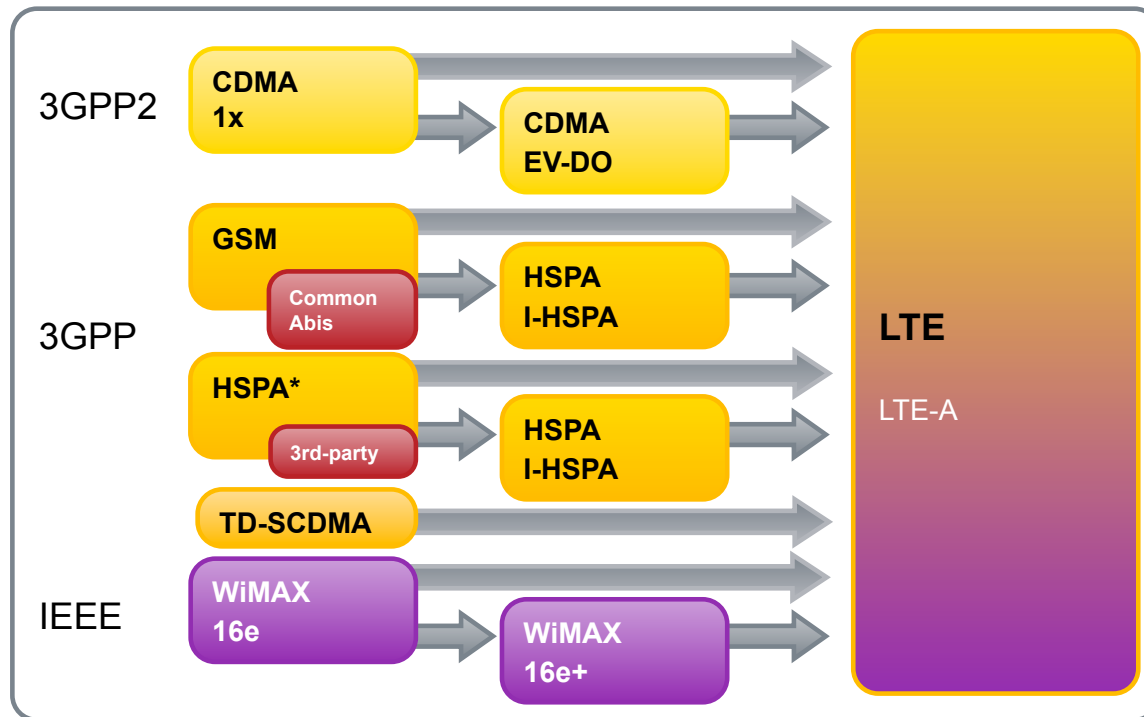 3GPP2
CDMA
1x
CDMA
EV-DO
3GPP
GSM
Common
Abis
HSPA
I-HSPA
HSPA*
3rd-party
HSPA
I-HSPA
TD-SCDMA
IEEE
WiMAX
16e
WiMAX
16e+
LTE
LTE-A